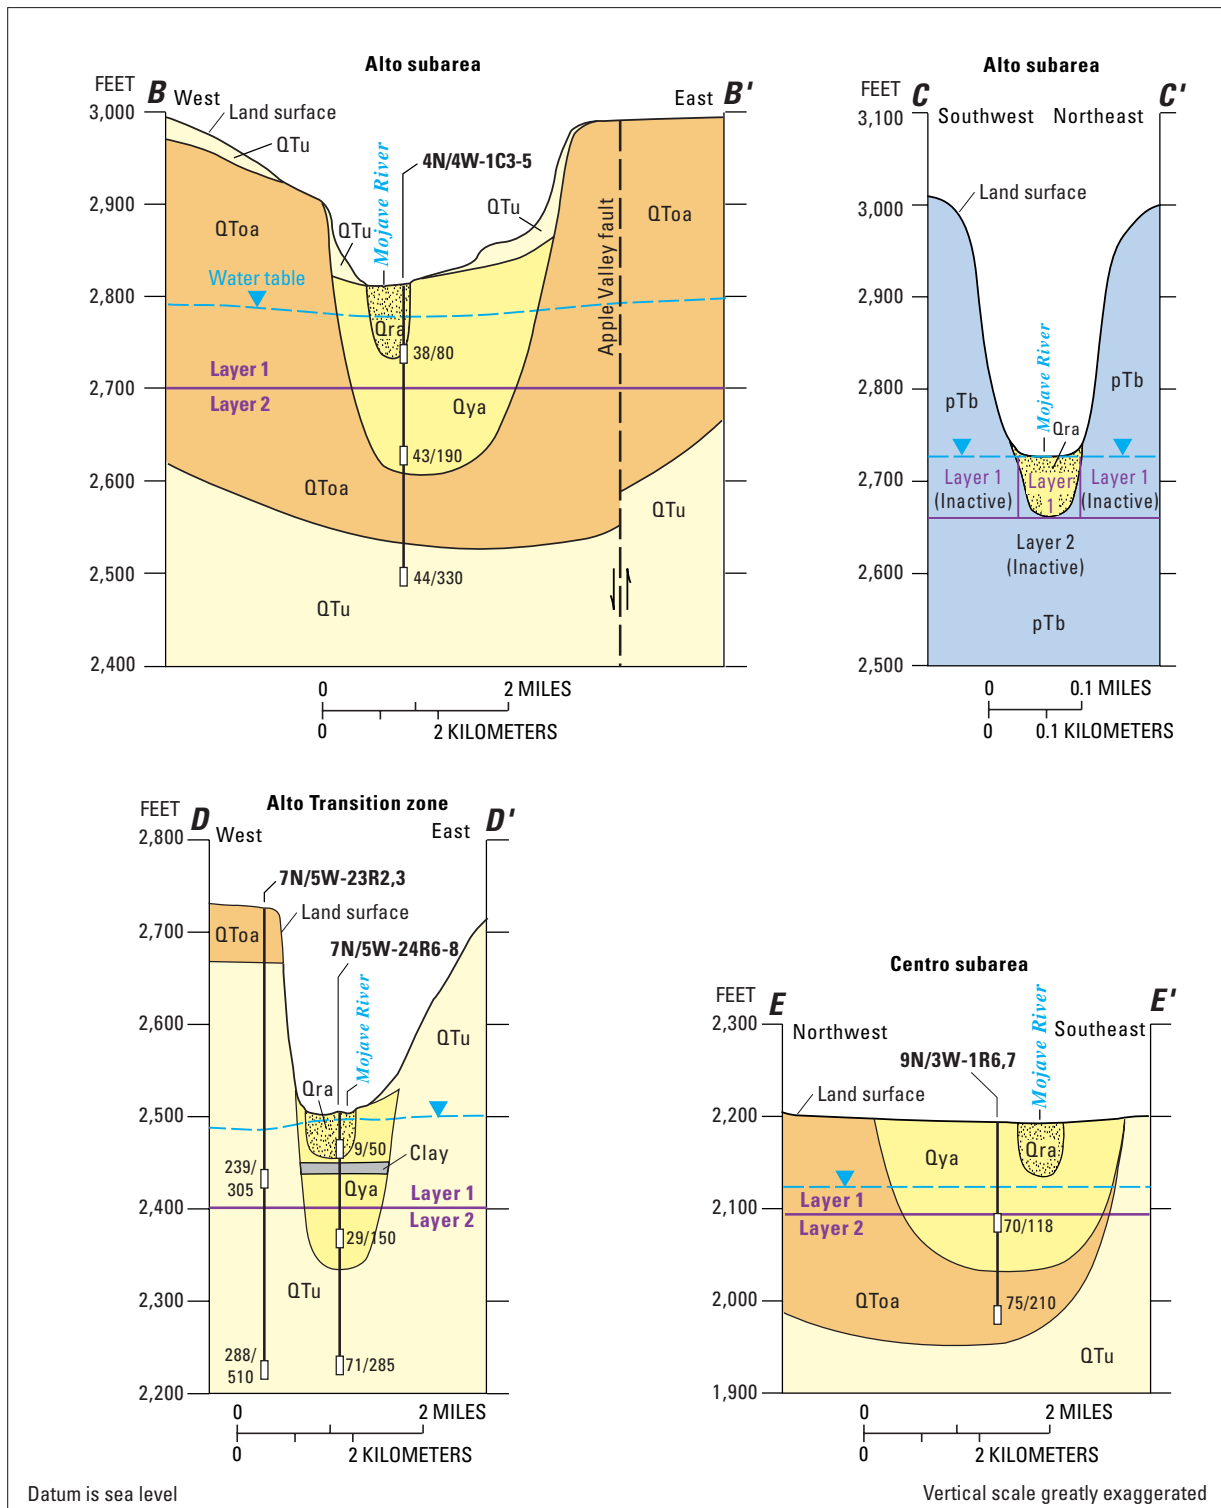 Alto subarea
FEET B West East B'
3,000
2,900
2,800
2,700
2,600
2,500
2,400
Land surface
QTu
4N/4W-1C3-5
Mojave River
QToa
QTu
QTu
QToa
Water table
Apple Valley fault
Qra
38/80
Layer 1
Layer 2
Qya
43/190
QToa
QTu
44/330
QTu
0 2 MILES
0 2 KILOMETERS
Alto subarea
FEET C C'
3,100
Southwest Northeast
3,000
2,900
2,800
2,700
2,600
2,500
Land surface
Mojave River
pTb
pTb
Qra
Layer 1
(Inactive)
Layer
1
Layer 1
(Inactive)
Layer 2
(Inactive)
pTb
0 0.1 MILES
0 0.1 KILOMETERS
Alto Transition zone
FEET D D'
West East
2,800
2,700
2,600
2,500
2,400
2,300
2,200
7N/5W-23R2,3
Land surface
QToa
7N/5W-24R6-8
Mojave River
QTu
Qra
9/50
Clay
239/
305
Qya
Layer 1
Layer 2
29/150
QTu
288/
510
71/285
0 2 MILES
0 2 KILOMETERS
Centro subarea
FEET E E'
2,300
Northwest Southeast
2,200
2,100
2,000
1,900
9N/3W-1R6,7
Mojave River
Land surface
Qya
Qra
Layer 1
Layer 2
70/118
QToa
75/210
QTu
0 2 MILES
0 2 KILOMETERS
Datum is sea level
Vertical scale greatly exaggerated